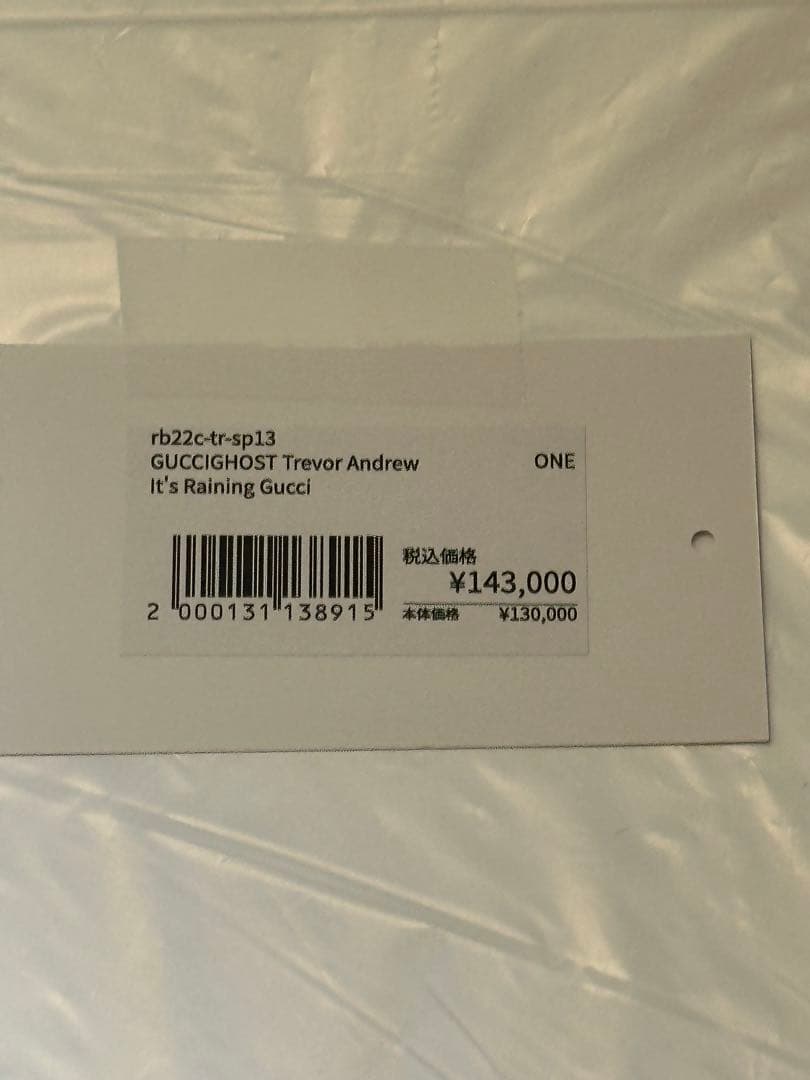 rb22c-tr-sp13
GUCCIGHOST Trevor Andrew ONE
It's Raining Gucci
税込価格
¥143,000
2 000131 138915
本体価格 ¥130,000